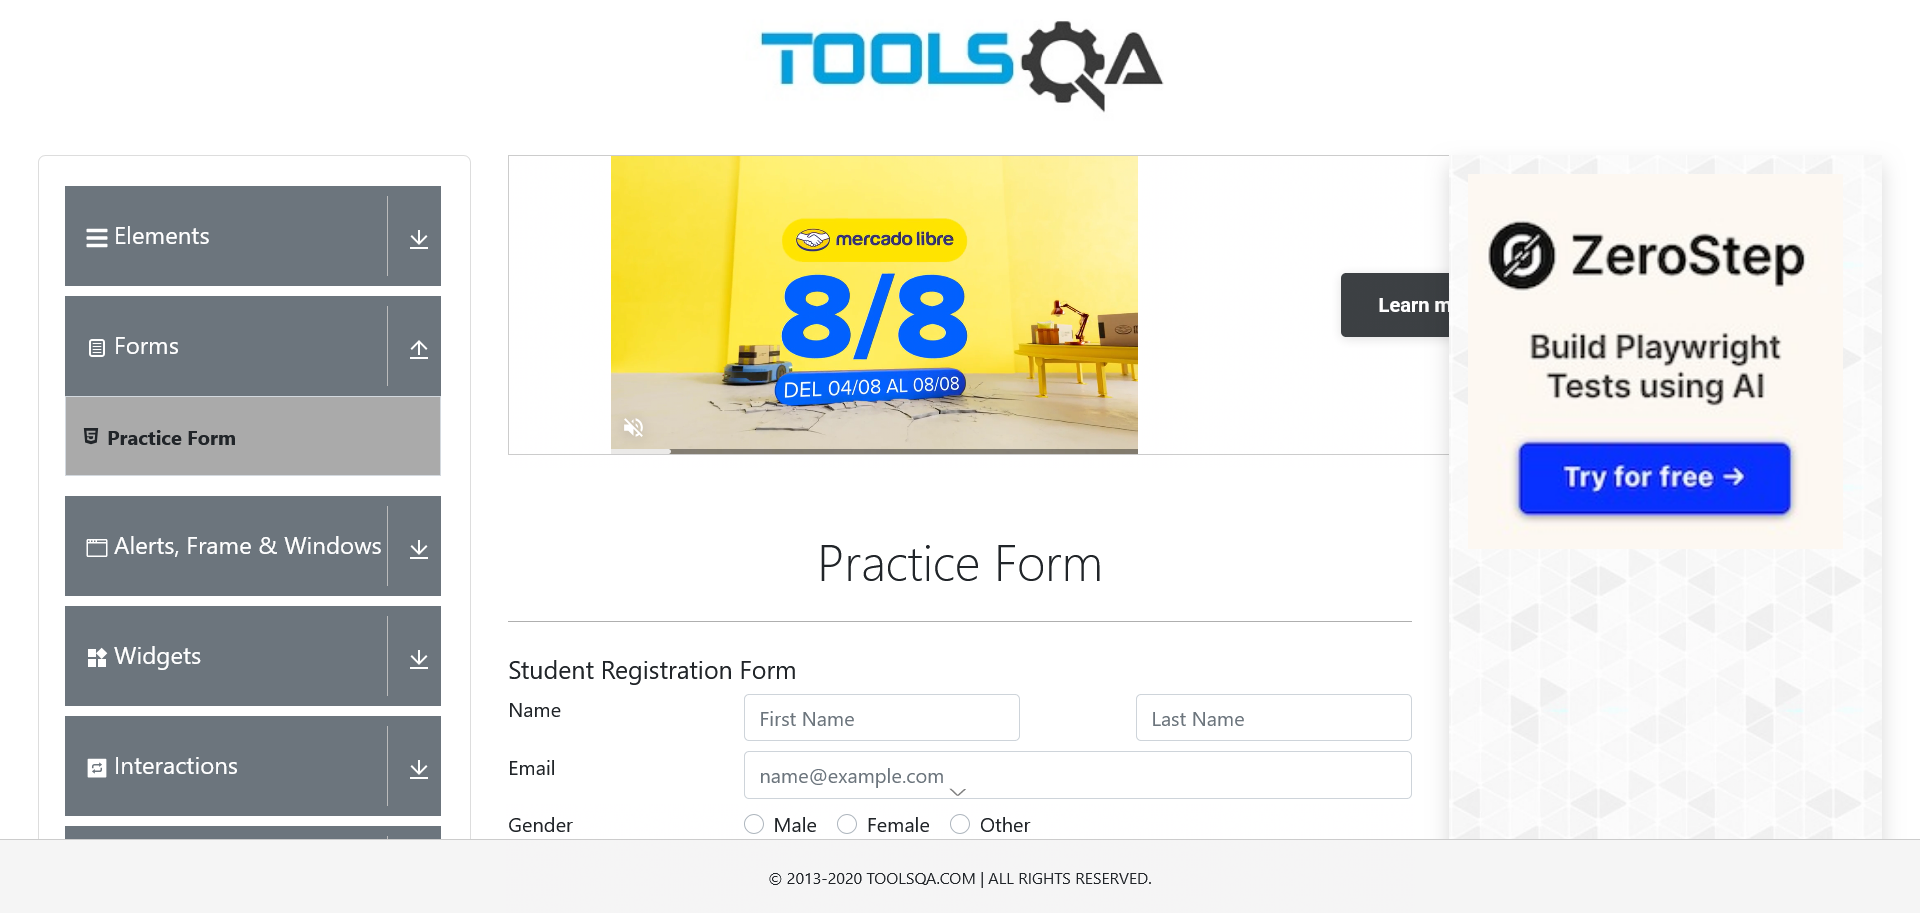 TOOLSQA
Elements
Forms
Practice Form
Alerts, Frame & Windows
Widgets
Interactions
mercado libre
8/8
DEL 04/08 AL 08/08
Learn m
ZeroStep
Build Playwright
Tests using AI
Try for free →
Practice Form
Student Registration Form
Name
First Name
Last Name
Email
name@example.com
Gender
Male
Female
Other
© 2013-2020 TOOLSQA.COM | ALL RIGHTS RESERVED.